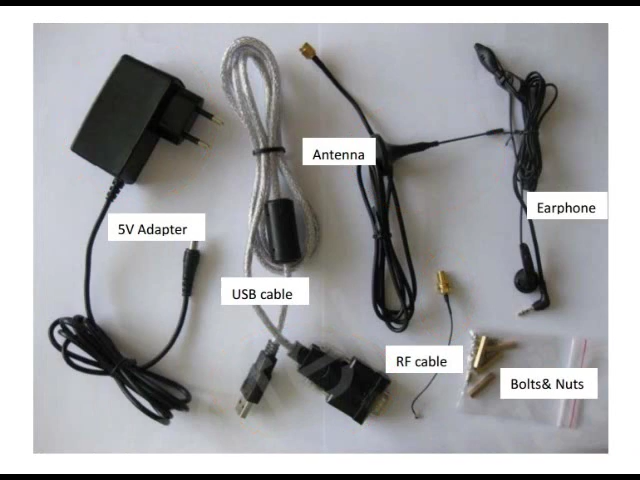 Antenna
Earphone
5V Adapter
USB cable
RF cable
Bolts& Nuts